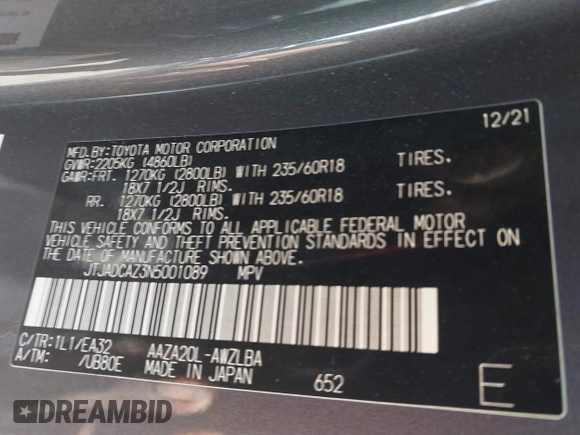 12/21
MFD.BY:TOYOTA MOTOR CORPORATION
GVWR:2205KG (4860LB)
GAWR:FRT. 1270KG (2800LB) WITH 235/60R18 TIRES.
18X7 1/2J RIMS.
RR. 1270KG (2800LB) WITH 235/60R18 TIRES.
18X7 1/2J RIMS.
THIS VEHICLE CONFORMS TO ALL APPLICABLE FEDERAL MOTOR
VEHICLE SAFETY AND THEFT PREVENTION STANDARDS IN EFFECT ON
THE DATE OF MANUFACTURE SHOWN ABOVE.
JTJADCAZ3N5001089 MPV
C/TR:1L1/EA32 AAZA20L-AWZLBA
A/TM: /UB80E MADE IN JAPAN 652 E
DREAMBID